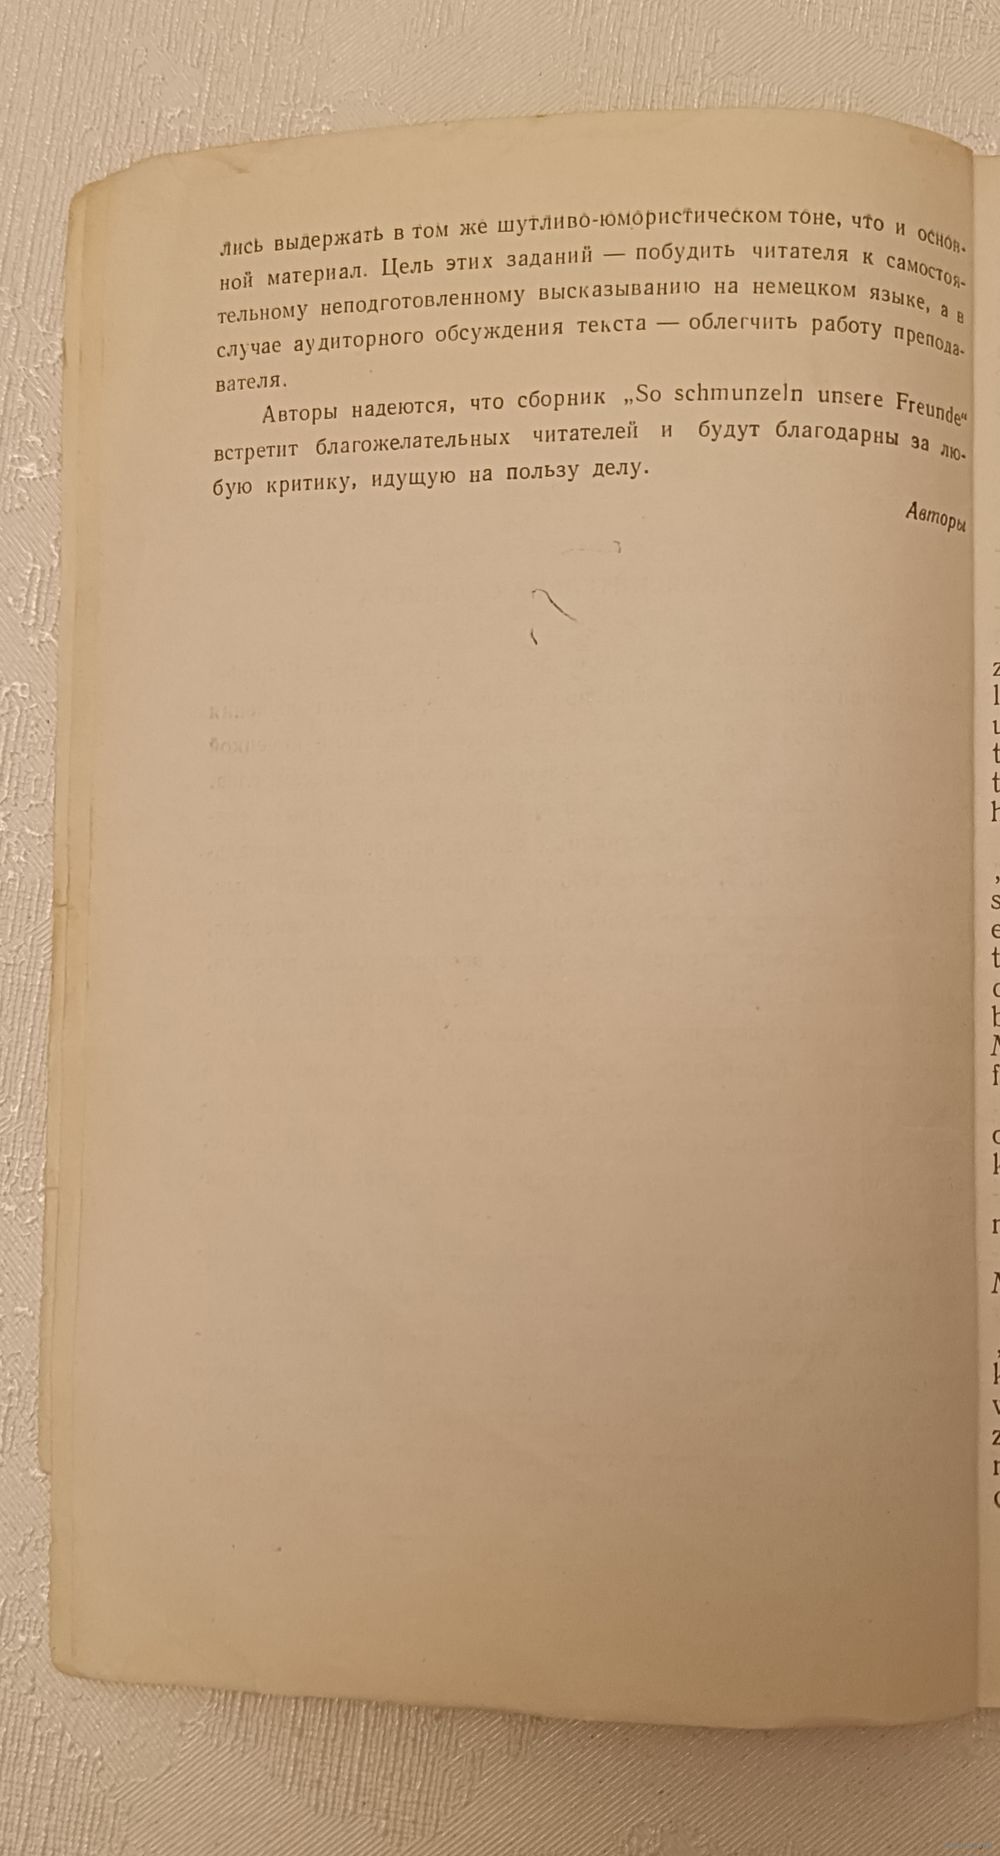 лись выдержать в том же шутливо-юмористическом тоне, что и основ-
ной материал. Цель этих заданий — побудить читателя к самостоя-
тельному неподготовленному высказыванию на немецком языке, а в
случае аудиторного обсуждения текста — облегчить работу препода-
вателя.
Авторы надеются, что сборник „So schmunzeln unsere Freunde“
встретит благожелательных читателей и будут благодарны за лю-
бую критику, идущую на пользу делу.
Авторы